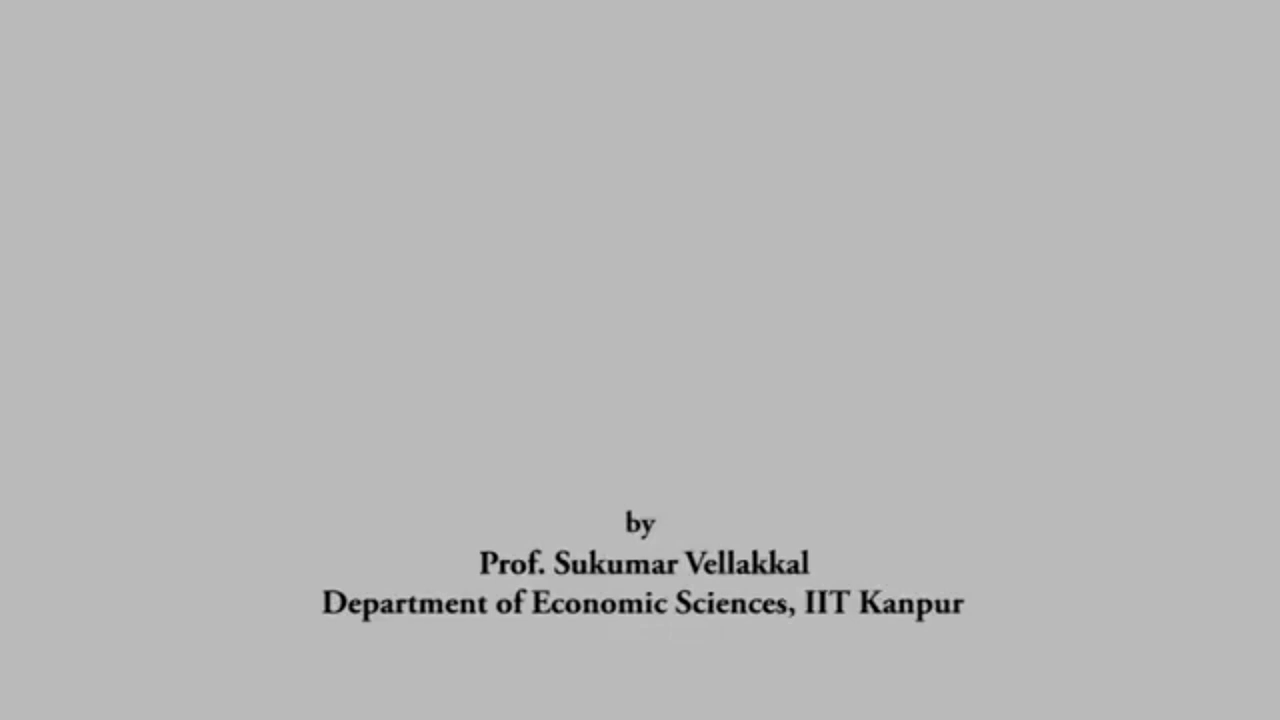 by
Prof. Sukumar Vellakkal
Department of Economic Sciences, IIT Kanpur